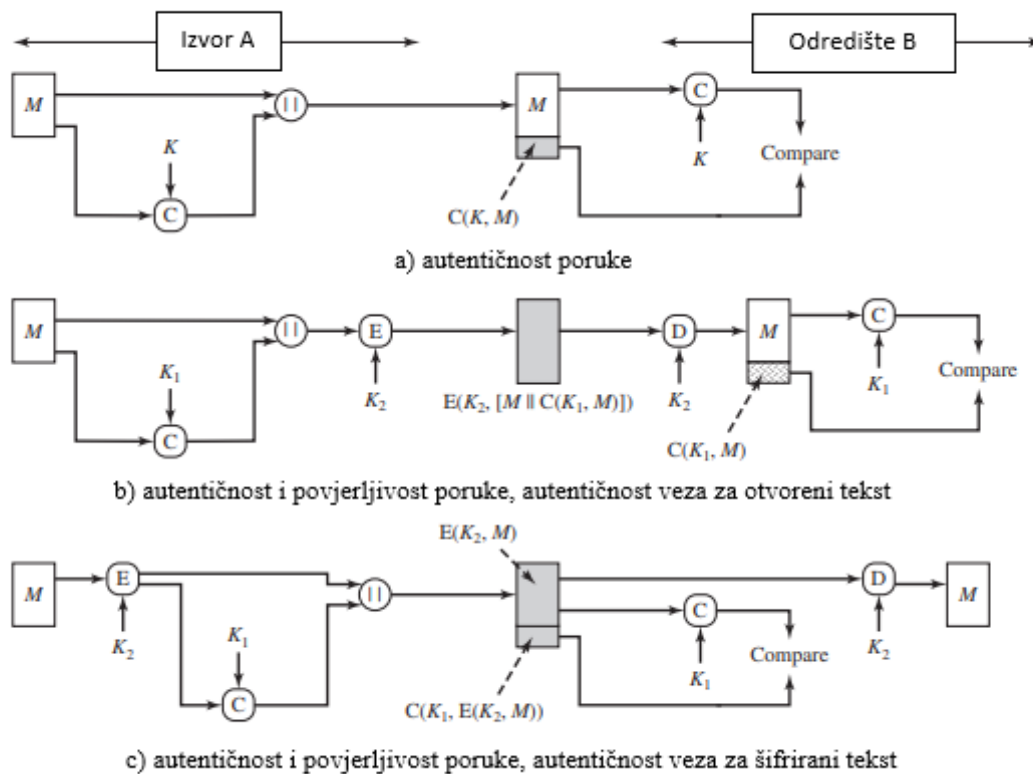 Izvor A
Odredište B
M
||
M
C
K
K
Compare
C
C(K, M)
a) autentičnost poruke
M
||
E
D
M
C
K₁
K₂
E(K₂, [M || C(K₁, M)])
K₂
K₁
Compare
C
C(K₁, M)
b) autentičnost i povjerljivost poruke, autentičnost veza za otvoreni tekst
E(K₂, M)
M
E
||
D
M
C
K₂
K₁
K₁
Compare
K₂
C
C(K₁, E(K₂, M))
c) autentičnost i povjerljivost poruke, autentičnost veza za šifrirani tekst